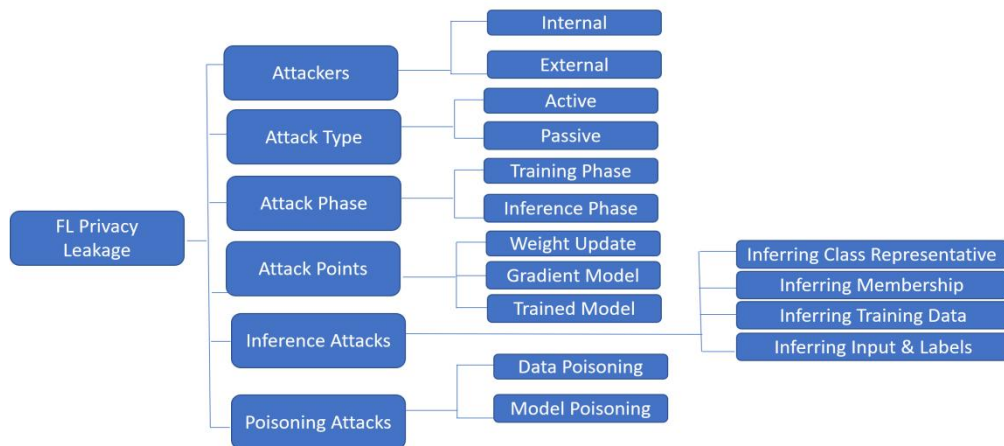 FL Privacy
Leakage
Attackers
Internal
External
Attack Type
Active
Passive
Attack Phase
Training Phase
Inference Phase
Attack Points
Weight Update
Gradient Model
Trained Model
Inference Attacks
Inferring Class Representative
Inferring Membership
Inferring Training Data
Inferring Input & Labels
Poisoning Attacks
Data Poisoning
Model Poisoning